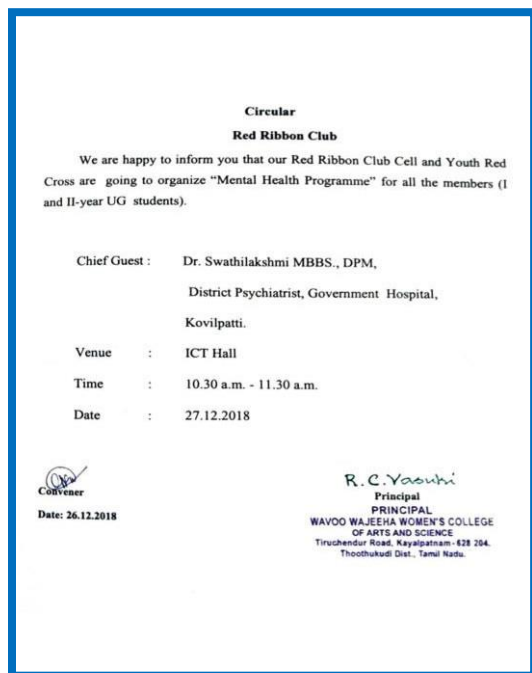 Circular
Red Ribbon Club
We are happy to inform you that our Red Ribbon Club Cell and Youth Red
Cross are going to organize “Mental Health Programme” for all the members (I
and II-year UG students).
Chief Guest : Dr. Swathilakshmi MBBS., DPM,
District Psychiatrist, Government Hospital,
Kovilpatti.
Venue : ICT Hall
Time : 10.30 a.m. - 11.30 a.m.
Date : 27.12.2018
Convener
Date: 26.12.2018
R.C.Vasuki
Principal
PRINCIPAL
WAVOO WAJEEHA WOMEN'S COLLEGE
OF ARTS AND SCIENCE
Tiruchendur Road, Kayalpatnam - 628 204.
Thoothukudi Dist., Tamil Nadu.